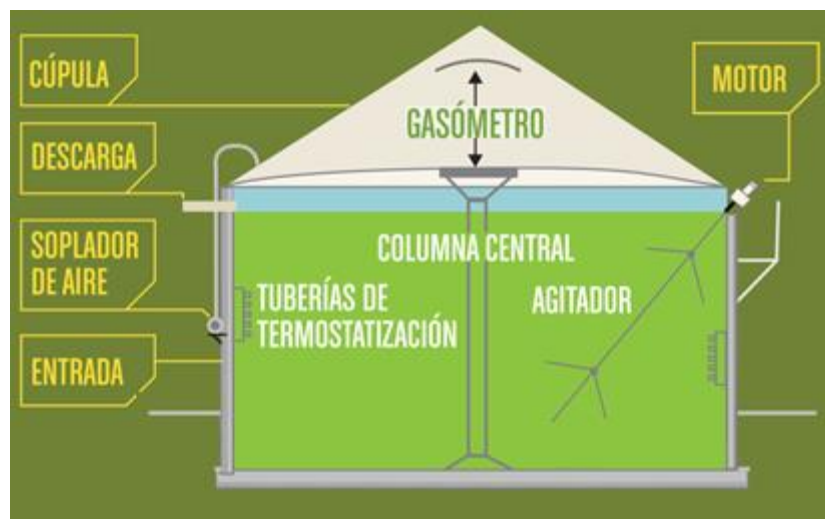 CÚPULA
DESCARGA
SOPLADOR
DE AIRE
ENTRADA
GASÓMETRO
COLUMNA CENTRAL
TUBERÍAS DE
TERMOSTATIZACIÓN
AGITADOR
MOTOR